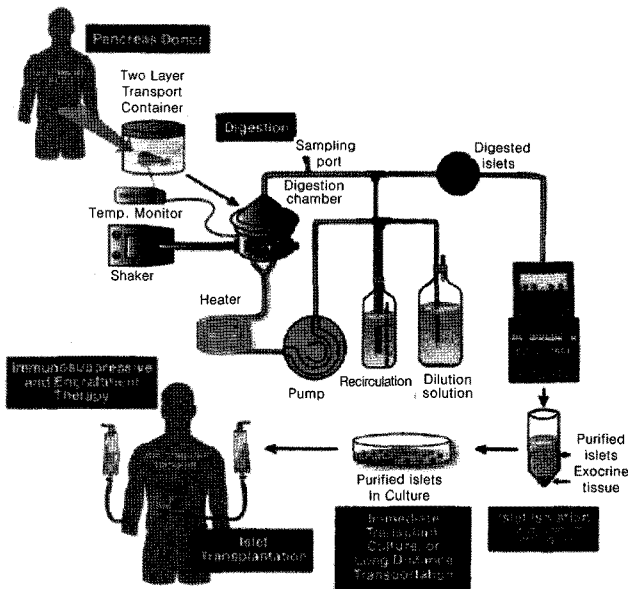 Pancreas Donor
Two Layer
Transport
Container
Digestion
Sampling
port
Digestion
chamber
Digested
islets
Temp. Monitor
Shaker
Heater
Pump
Recirculation
Dilution
solution
Immunosuppressive
and Engraftment
Therapy
Purified
islets
Exocrine
tissue
Purified islets
In Culture
Islet
Transplantation
Immediate
Transplant
Culture, or
Long Distance
Transportation